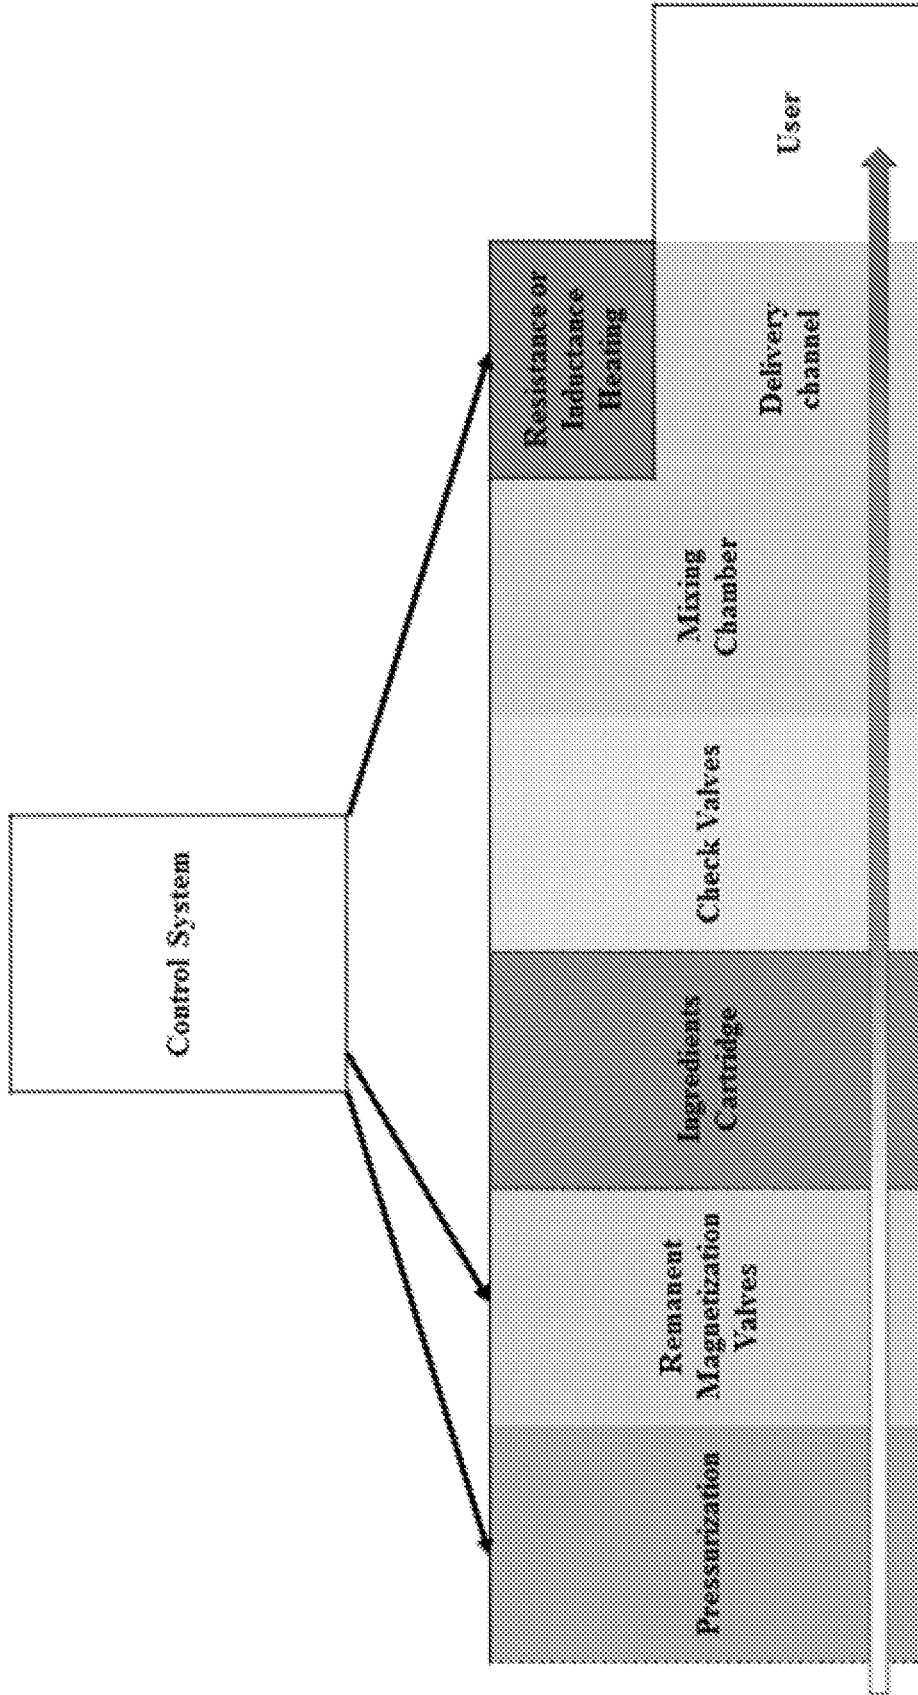 Control System
Pressurization
Remanent
Magnetization
Valves
Ingredients
Cartridge
Check Valves
Mixing
Chamber
Resistance or
Inductance
Heating
Delivery
channel
User